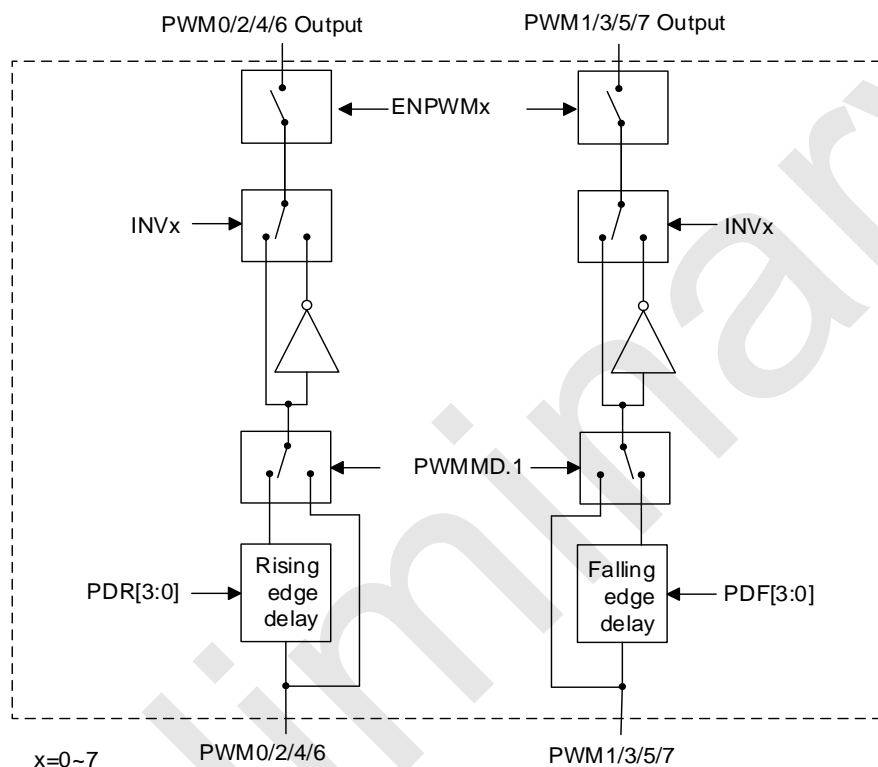 PWM0/2/4/6 Output
PWM1/3/5/7 Output
ENPWMx
INVx
INVx
PWMMD.1
PDR[3:0]
Rising
edge
delay
Falling
edge
delay
PDF[3:0]
PWM0/2/4/6
PWM1/3/5/7
x=0~7
liminary